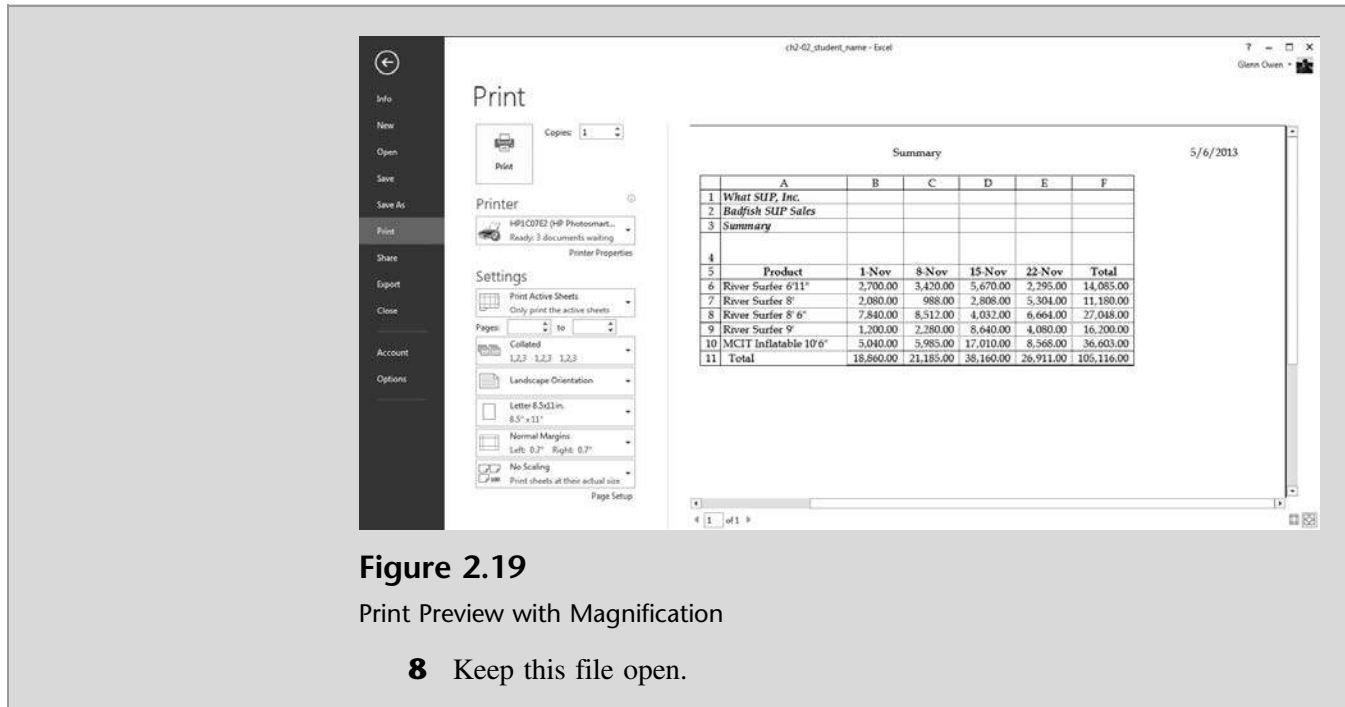 ch2-02_student_name - Excel
? – □ X
Glenn Owen
Info
New
Open
Save
Save As
Print
Share
Export
Close
Account
Options
Print
Copies: 1
Print
Printer
HP1C07E2 (HP Photosmart...
Ready: 3 documents waiting
Printer Properties
Settings
Print Active Sheets
Only print the active sheets
Pages: to
Collated
1,2,3 1,2,3 1,2,3
Landscape Orientation
Letter 8.5x11in.
8.5" x 11"
Normal Margins
Left: 0.7" Right: 0.7"
No Scaling
Print sheets at their actual size
Page Setup
Summary 5/6/2013
A B C D E F
1 What SUP, Inc.
2 Badfish SUP Sales
3 Summary
4
5 Product 1-Nov 8-Nov 15-Nov 22-Nov Total
6 River Surfer 6'11" 2,700.00 3,420.00 5,670.00 2,295.00 14,085.00
7 River Surfer 8' 2,080.00 988.00 2,808.00 5,304.00 11,180.00
8 River Surfer 8' 6" 7,840.00 8,512.00 4,032.00 6,664.00 27,048.00
9 River Surfer 9' 1,200.00 2,280.00 8,640.00 4,080.00 16,200.00
10 MCIT Inflatable 10'6" 5,040.00 5,985.00 17,010.00 8,568.00 36,603.00
11 Total 18,860.00 21,185.00 38,160.00 26,911.00 105,116.00
1 of 1
Figure 2.19
Print Preview with Magnification
8 Keep this file open.